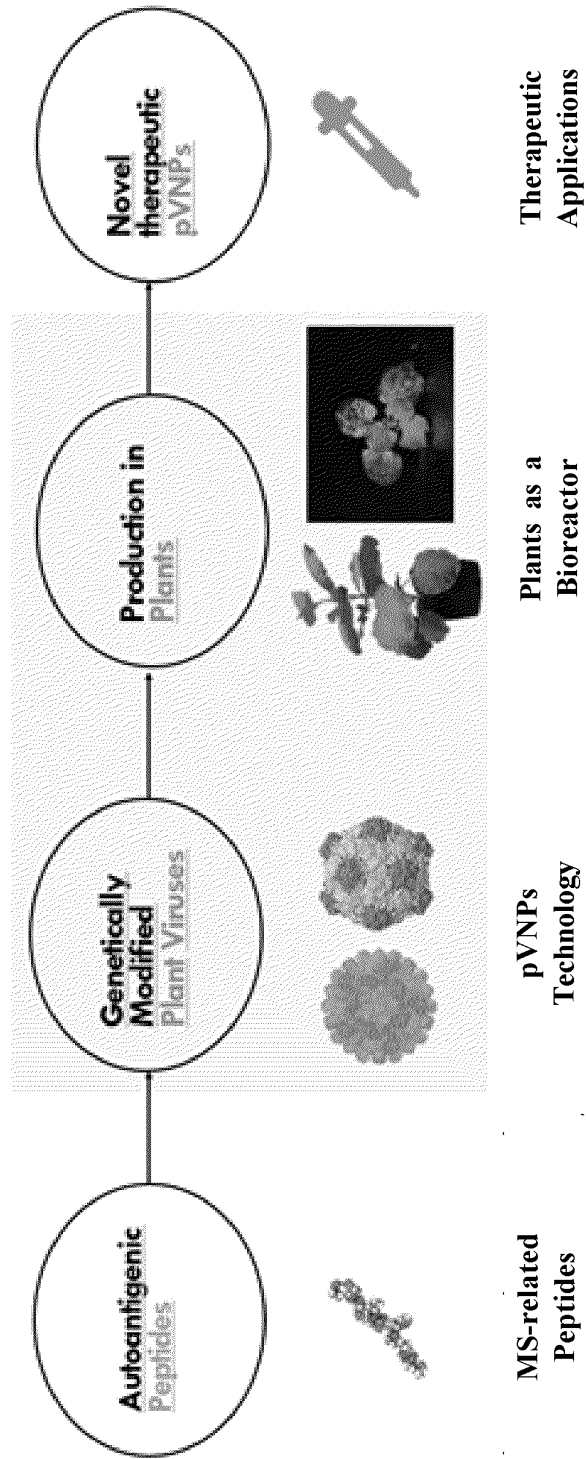 Autoantigenic
Peptides
Genetically
Modified
Plant Viruses
Production in
Plants
Novel
therapeutic
pVNPs
MS-related
Peptides
pVNPs
Technology
Plants as a
Bioreactor
Therapeutic
Applications